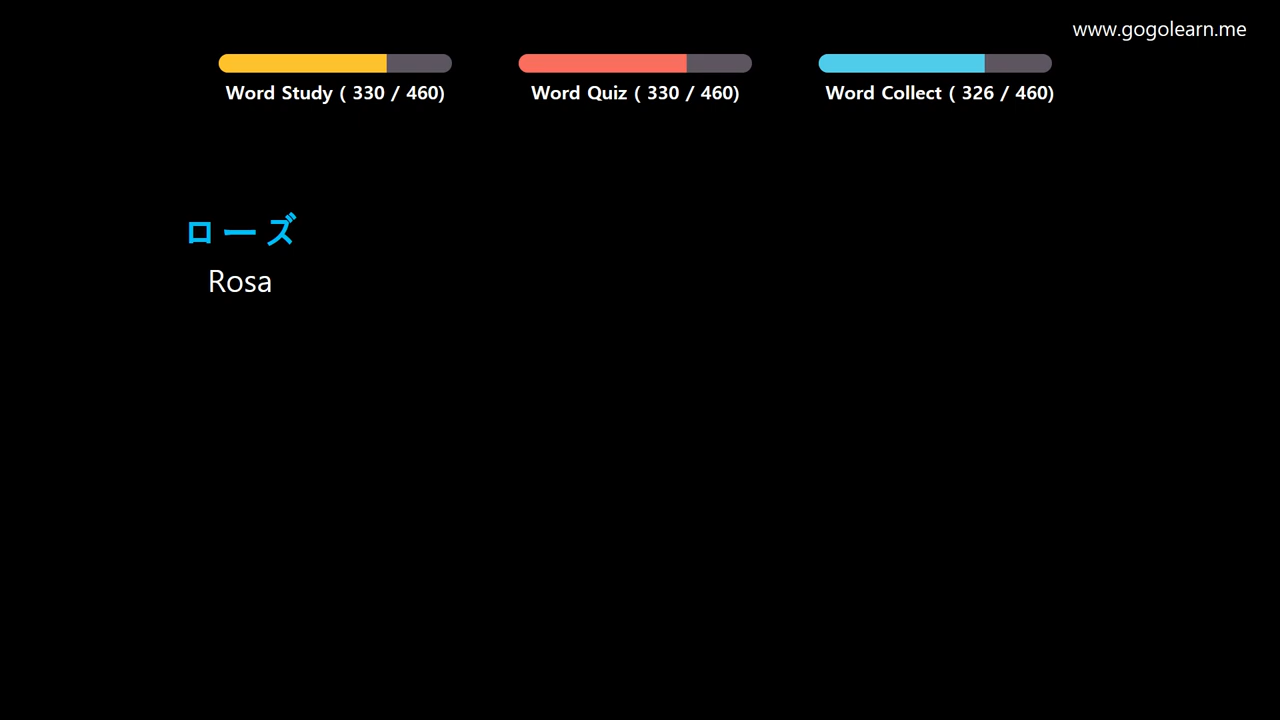 www.gogolearn.me
Word Study ( 330 / 460)
Word Quiz ( 330 / 460)
Word Collect ( 326 / 460)
ローズ
Rosa